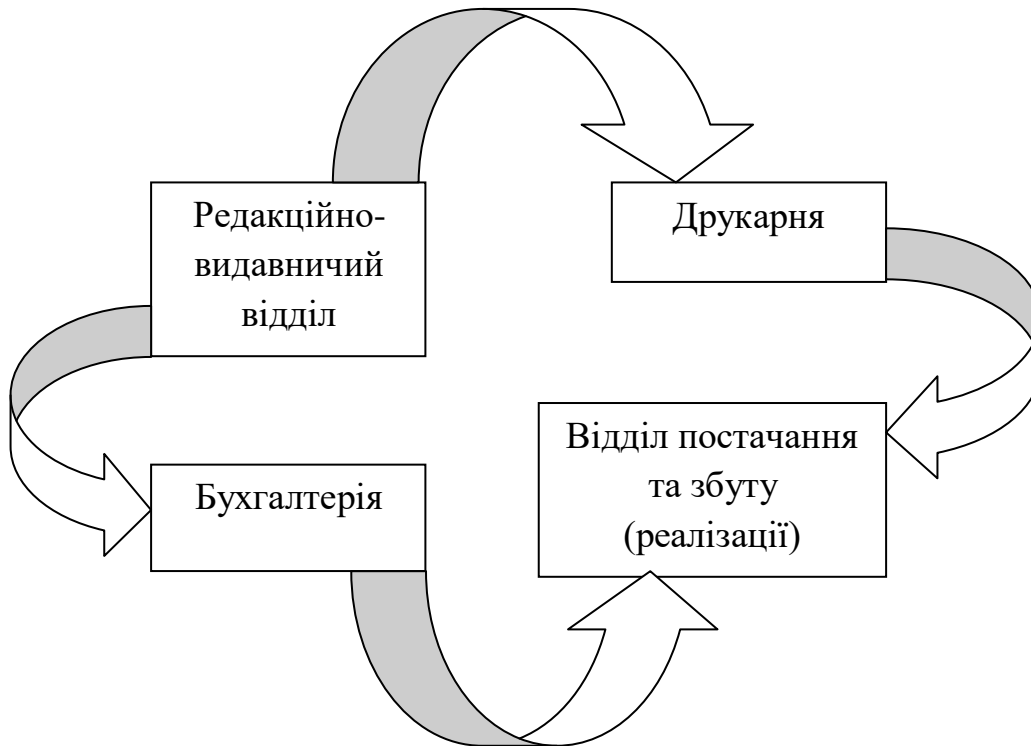 Редакційно-
видавничий
відділ
Друкарня
Бухгалтерія
Відділ постачання
та збуту
(реалізації)